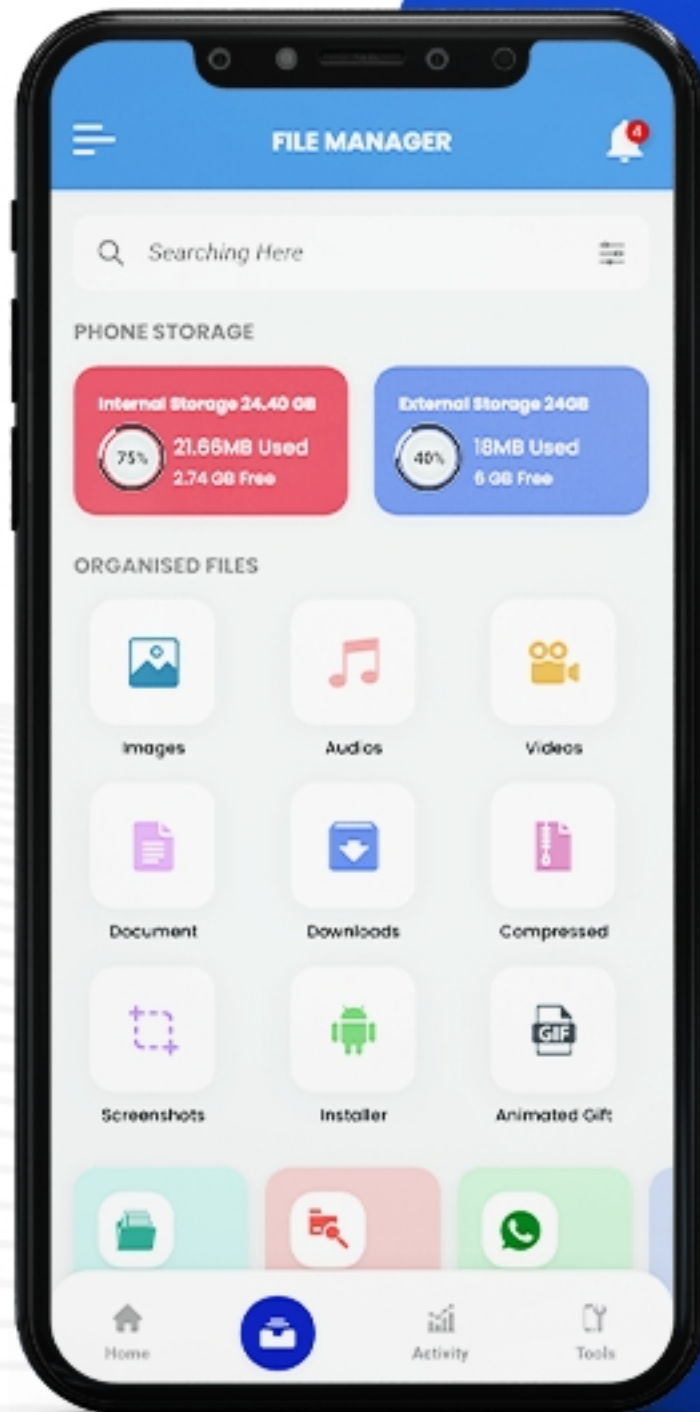 FILE MANAGER
4
Searching Here
PHONE STORAGE
Internal Storage 24.40 GB
75%
21.66MB Used
2.74 GB Free
External Storage 24GB
40%
18MB Used
6 GB Free
ORGANISED FILES
Images
Audios
Videos
Document
Downloads
Compressed
Screenshots
Installer
GIF
Animated Gift
Home
Activity
Tools